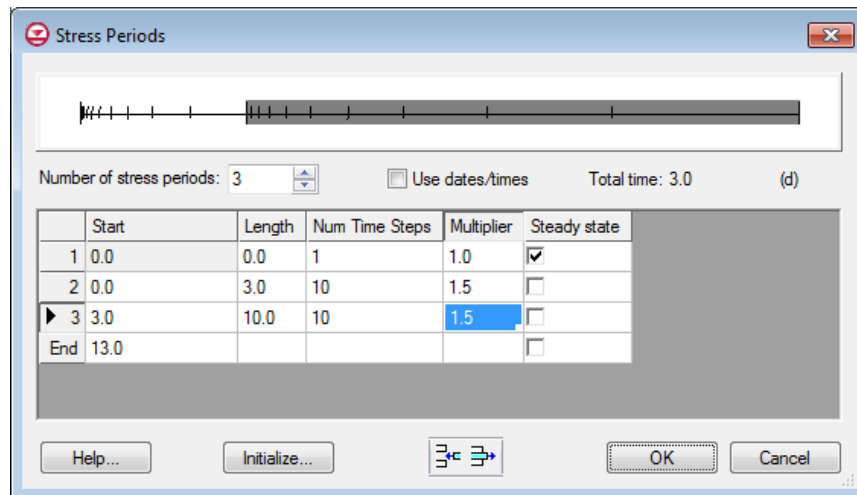 Stress Periods
Number of stress periods: 3 Use dates/times Total time: 3.0 (d)
Start Length Num Time Steps Multiplier Steady state
1 0.0 0.0 1 1.0
2 0.0 3.0 10 1.5
3 3.0 10.0 10 1.5
End 13.0
Help... Initialize... OK Cancel